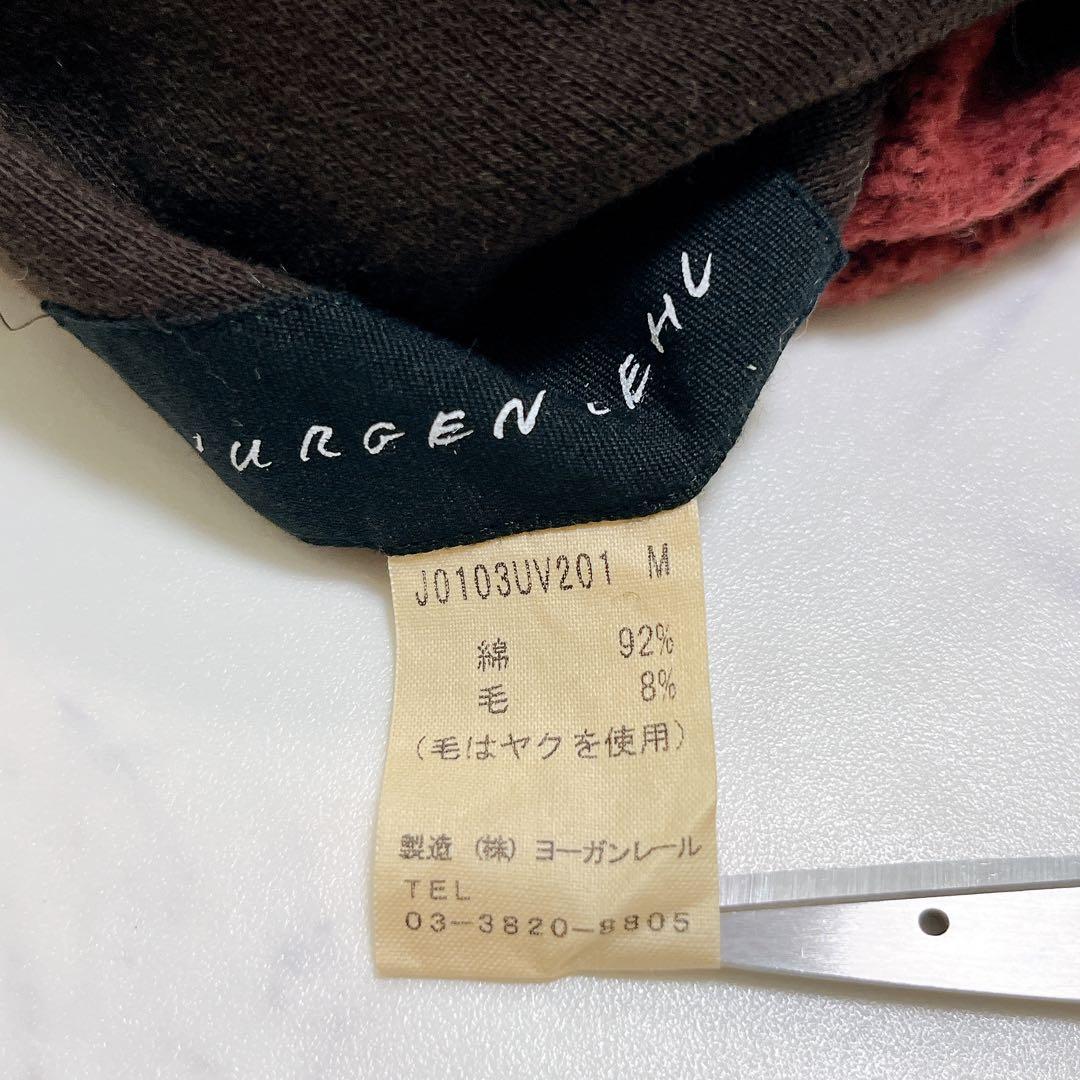 URGEN LEHU
J0103UV201 M
綿 92%
毛 8%
(毛はヤクを使用)
製造 (株) ヨーガンレール
TEL
03-3820-8805